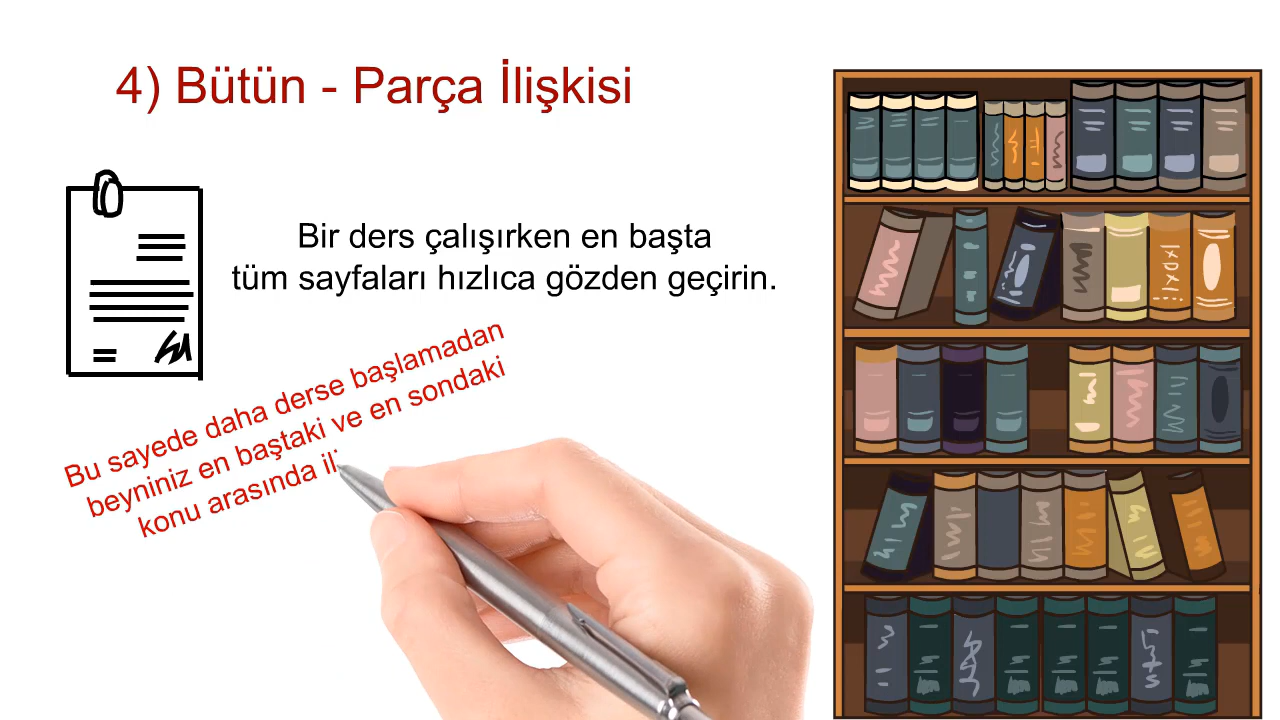 4) Bütün - Parça İlişkisi
Bir ders çalışırken en başta
tüm sayfaları hızlıca gözden geçirin.
Bu sayede daha derse başlamadan
beyniniz en baştaki ve en sondaki
konu arasında ili